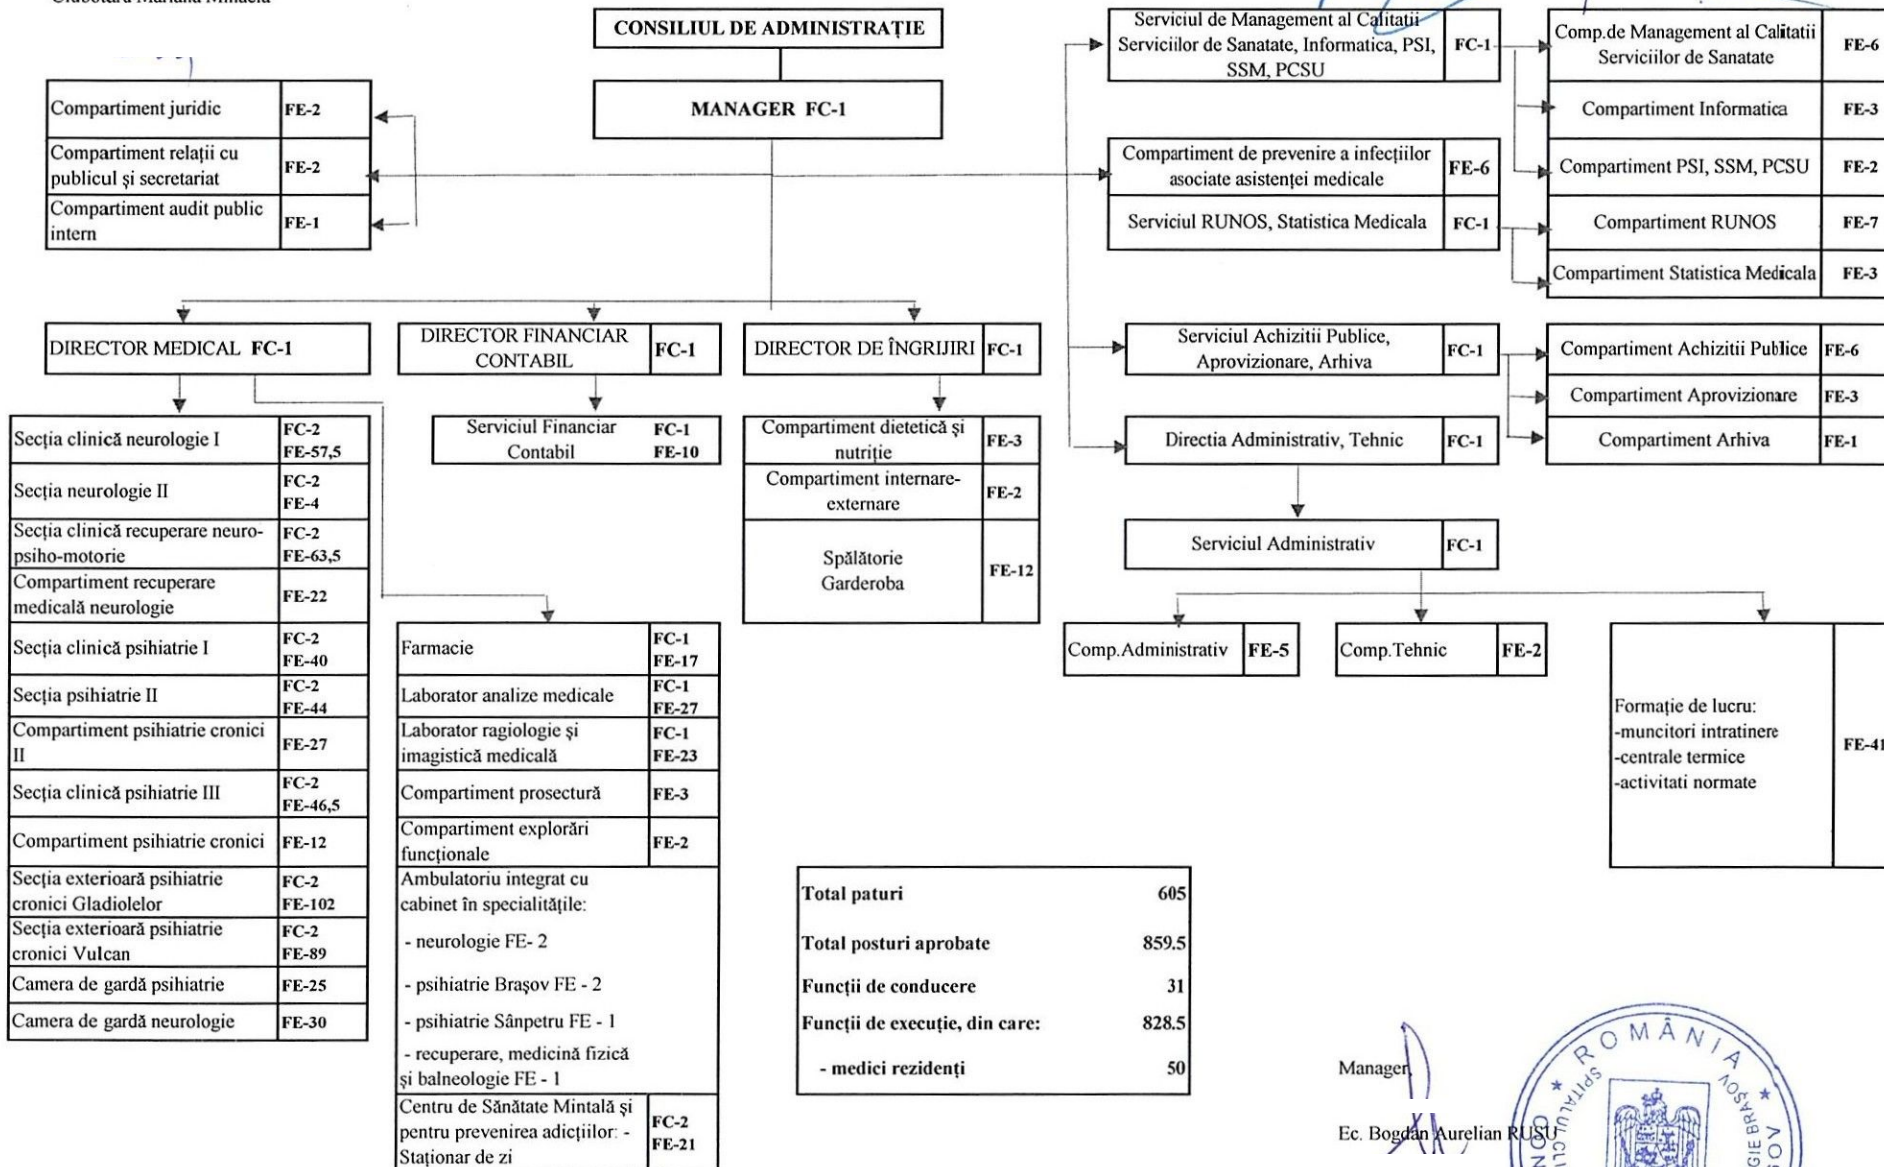 CONSILIUL DE ADMINISTRAȚIE
MANAGER FC-1
Compartiment juridic FE-2
Compartiment relații cu
publicul și secretariat FE-2
Compartiment audit public
intern FE-1
Serviciul de Management al Calitatii
Serviciilor de Sanatate, Informatica, PSI,
SSM, PCSU FC-1
Compartiment de prevenire a infecțiilor
asociate asistenței medicale FE-6
Serviciul RUNOS, Statistica Medicala FC-1
Comp.de Management al Calitatii
Serviciilor de Sanatate FE-6
Compartiment Informatica FE-3
Compartiment PSI, SSM, PCSU FE-2
Compartiment RUNOS FE-7
Compartiment Statistica Medicala FE-3
DIRECTOR MEDICAL FC-1
DIRECTOR FINANCIAR
CONTABIL FC-1
DIRECTOR DE ÎNGRIJIRI FC-1
Serviciul Achizitii Publice,
Aprovizionare, Arhiva FC-1
Compartiment Achizitii Publice FE-6
Compartiment Aprovizionare FE-3
Compartiment Arhiva FE-1
Directia Administrativ, Tehnic FC-1
Serviciul Administrativ FC-1
Comp.Administrativ FE-5
Comp.Tehnic FE-2
Formație de lucru:
-muncitori intratinere
-centrale termice
-activitati normate
FE-41
Secția clinică neurologie I FC-2
FE-57,5
Secția neurologie II FC-2
FE-4
Secția clinică recuperare neuro- FC-2
psiho-motorie FE-63,5
Compartiment recuperare
medicală neurologie FE-22
Secția clinică psihiatrie I FC-2
FE-40
Secția psihiatrie II FC-2
FE-44
Compartiment psihiatrie cronici
II FE-27
Secția clinică psihiatrie III FC-2
FE-46,5
Compartiment psihiatrie cronici FE-12
Secția exterioară psihiatrie FC-2
cronici Gladiolelor FE-102
Secția exterioară psihiatrie FC-2
cronici Vulcan FE-89
Camera de gardă psihiatrie FE-25
Camera de gardă neurologie FE-30
Serviciul Financiar FC-1
Contabil FE-10
Compartiment dietetică și
nutriție FE-3
Compartiment internare-
externare FE-2
Spălătorie
Garderoba FE-12
Farmacie FC-1
FE-17
Laborator analize medicale FC-1
FE-27
Laborator ragiologie și FC-1
imagistică medicală FE-23
Compartiment prosectură FE-3
Compartiment explorări
funcționale FE-2
Ambulatoriu integrat cu
cabinet în specialitățile:
- neurologie FE- 2
- psihiatrie Brașov FE - 2
- psihiatrie Sânpetru FE - 1
- recuperare, medicină fizică
și balneologie FE - 1
Centru de Sănătate Mintală și
pentru prevenirea adicțiilor: - FC-2
Staționar de zi FE-21
Total paturi 605
Total posturi aprobate 859.5
Funcții de conducere 31
Funcții de execuție, din care: 828.5
- medici rezidenți 50
Manager,
Ec. Bogdan Aurelian RUSU
ROMÂNIA